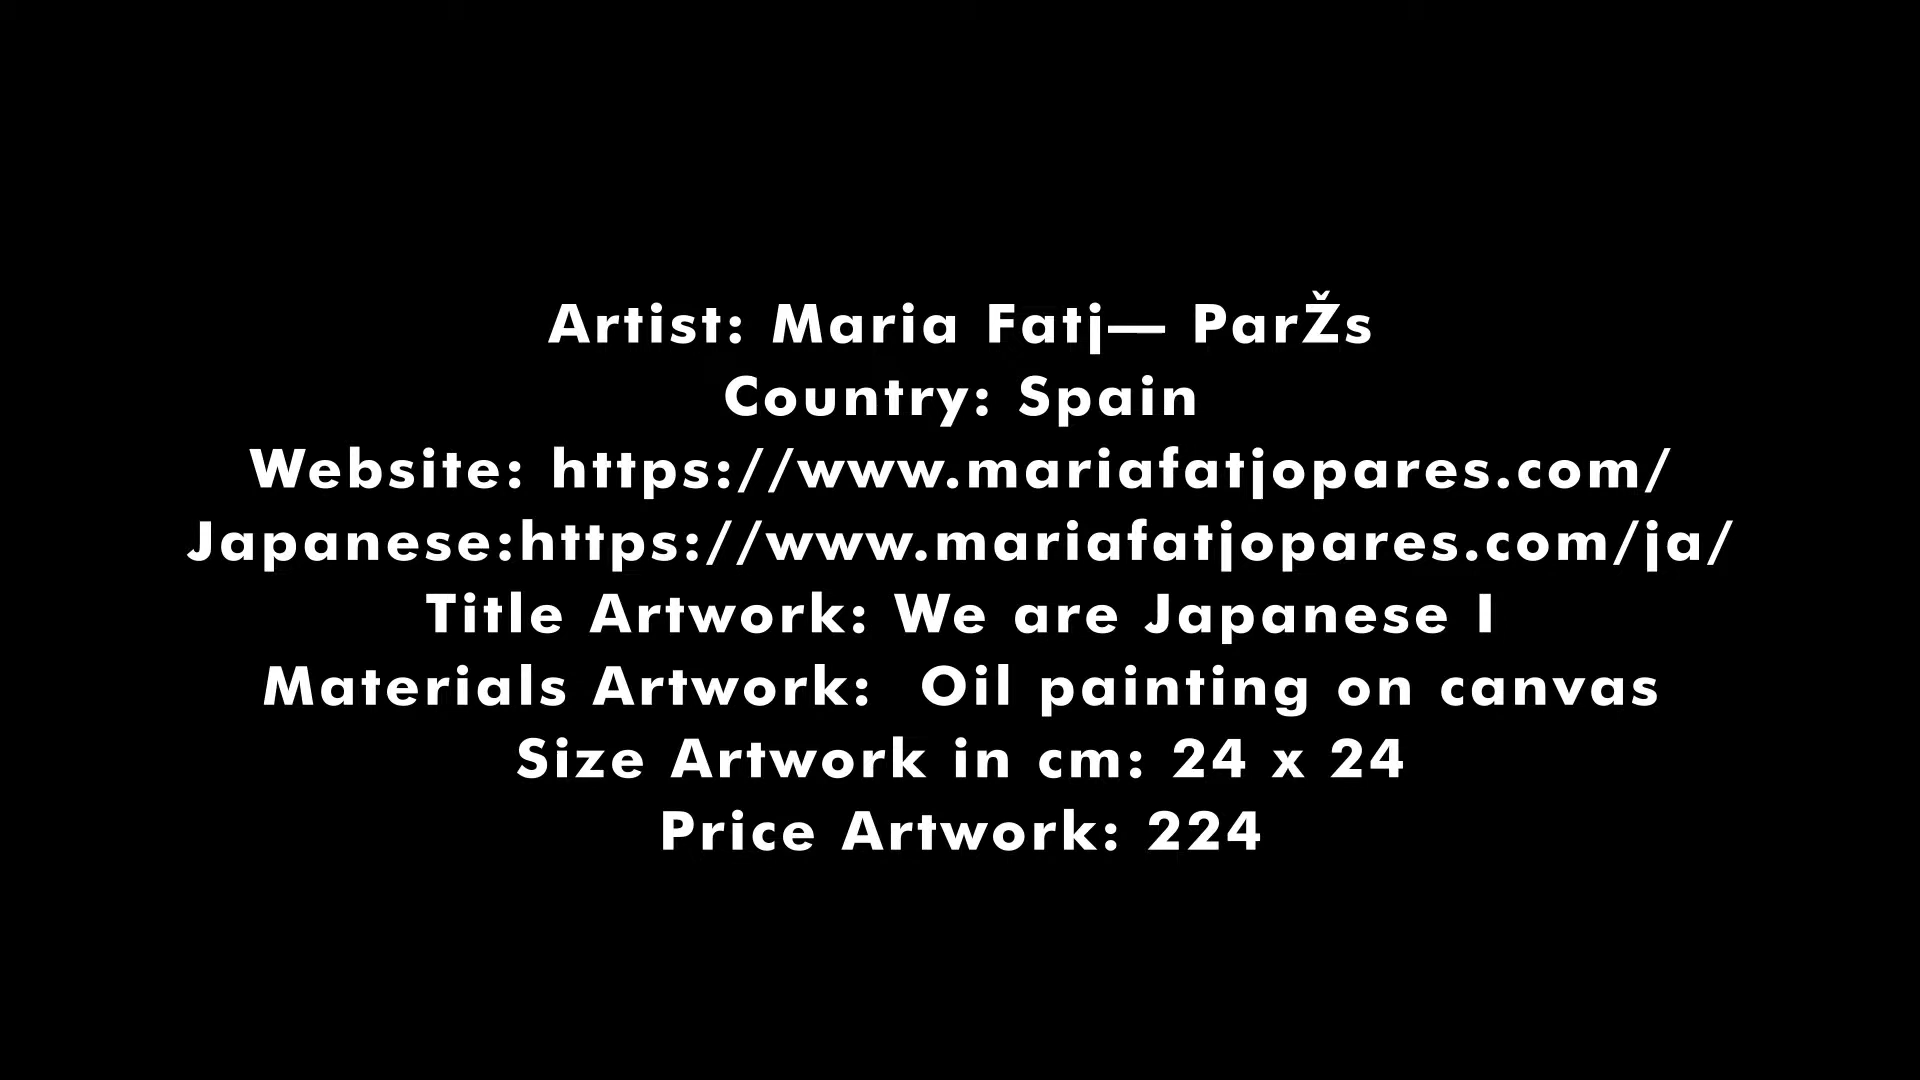 Artist: Maria Fatj— ParŽs
Country: Spain
Website: https://www.mariafatjopares.com/
Japanese:https://www.mariafatjopares.com/ja/
Title Artwork: We are Japanese I
Materials Artwork:  Oil painting on canvas
Size Artwork in cm: 24 x 24
Price Artwork: 224